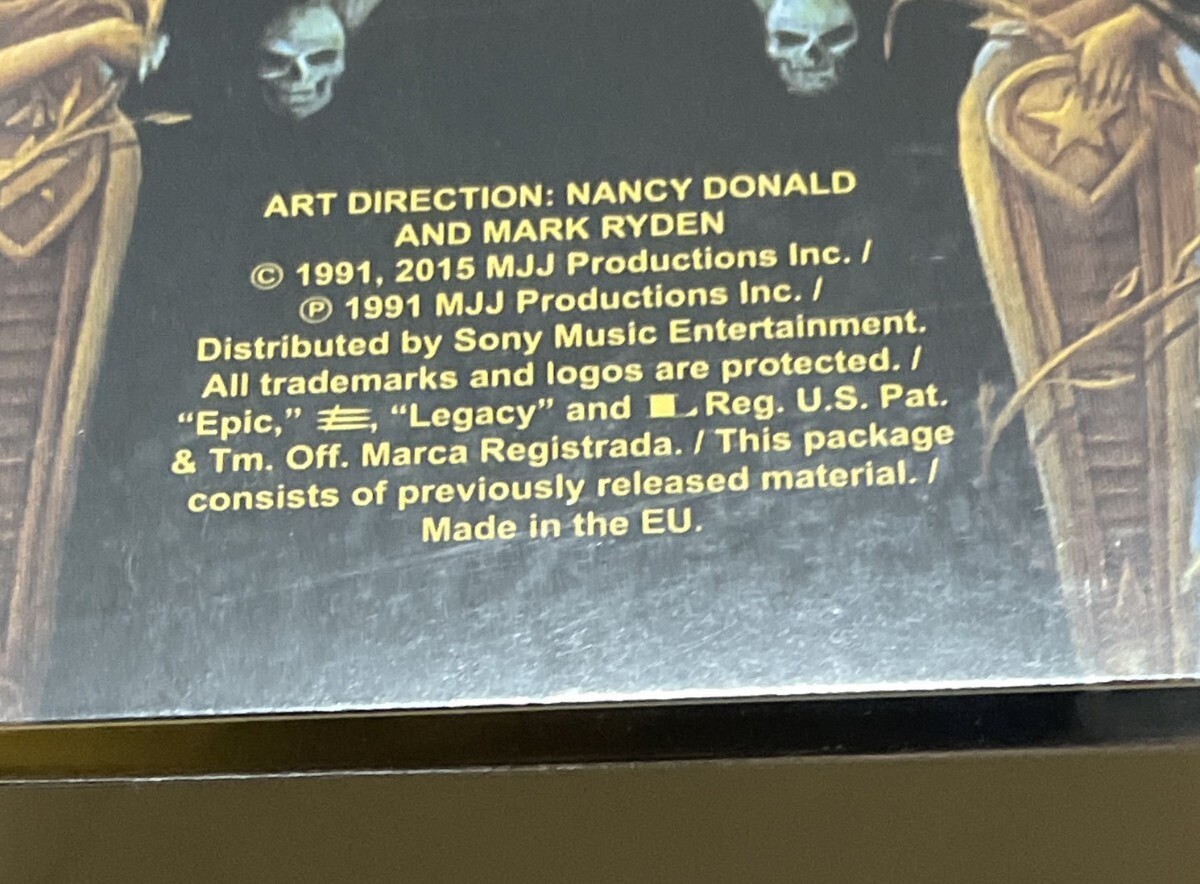 ART DIRECTION: NANCY DONALD
AND MARK RYDEN
© 1991, 2015 MJJ Productions Inc. /
℗ 1991 MJJ Productions Inc. /
Distributed by Sony Music Entertainment.
All trademarks and logos are protected. /
“Epic,” , “Legacy” and Reg. U.S. Pat.
& Tm. Off. Marca Registrada. / This package
consists of previously released material. /
Made in the EU.